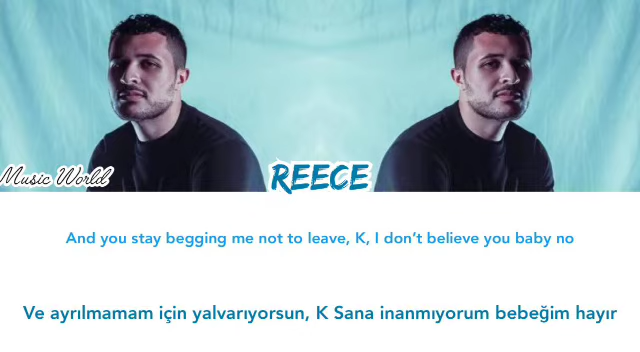 Music World
REECE
And you stay begging me not to leave, K, I don’t believe you baby no
Ve ayrılmamam için yalvarıyorsun, K Sana inanmıyorum bebeğim hayır